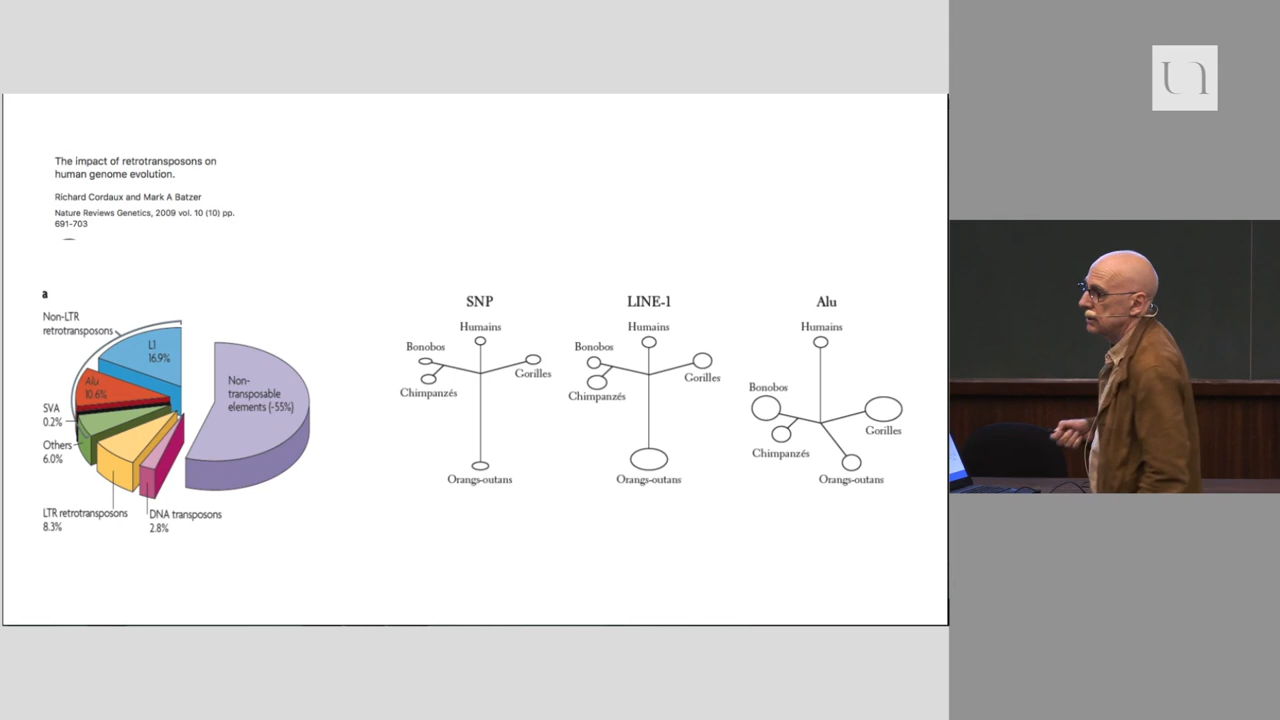 The impact of retrotransposons on
human genome evolution.
Richard Cordaux and Mark A Batzer
Nature Reviews Genetics, 2009 vol. 10 (10) pp.
691-703
a
Non-LTR
retrotransposons
L1
16.9%
Alu
10.6%
SVA
0.2%
Others
6.0%
LTR retrotransposons
8.3%
DNA transposons
2.8%
Non-
transposable
elements (~55%)
SNP
Humains
Bonobos
Gorilles
Chimpanzés
Orangs-outans
LINE-1
Humains
Bonobos
Gorilles
Chimpanzés
Orangs-outans
Alu
Humains
Bonobos
Gorilles
Chimpanzés
Orangs-outans